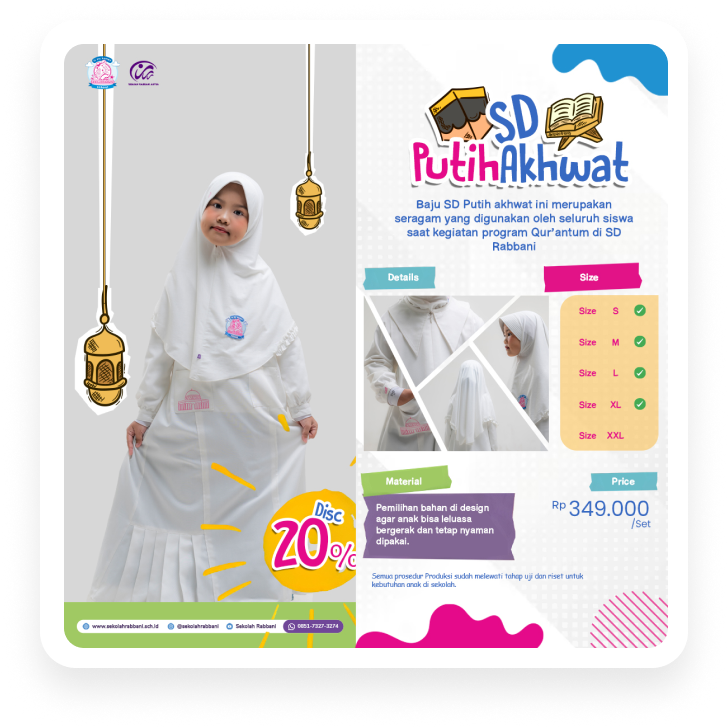 SD
PutihAkhwat
Baju SD Putih akhwat ini merupakan
seragam yang digunakan oleh seluruh siswa
saat kegiatan program Qur'antum di SD
Rabbani
Details
Size
Size S
Size M
Size L
Size XL
Size XXL
Material
Pemilihan bahan di design
agar anak bisa leluasa
bergerak dan tetap nyaman
dipakai.
Price
Rp 349.000
/Set
Semua prosedur Produksi sudah melewati tahap uji dan riset untuk
kebutuhan anak di sekolah.
Disc
20%
www.sekolahrabbani.sch.id @sekolahrabbani Sekolah Rabbani 0851-7327-3274